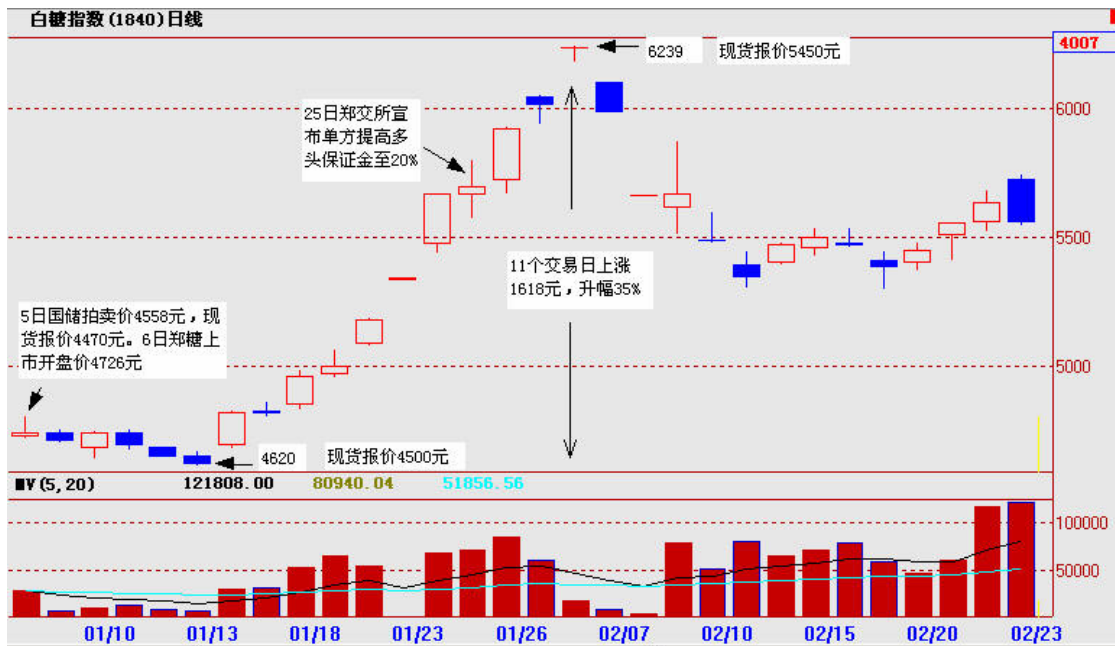 白糖指数(1840)日线
4007
6239 现货报价5450元
6000
25日郑交所宣
布单方提高多
头保证金至20%
5500
11个交易日上涨
1618元，升幅35%
5日国储拍卖价4558元，现
货报价4470元。6日郑糖上
市开盘价4726元
5000
4620 现货报价4500元
MV(5,20) 121808.00 80940.04 51856.56
100000
50000
01/10 01/13 01/18 01/23 01/26 02/07 02/10 02/15 02/20 02/23